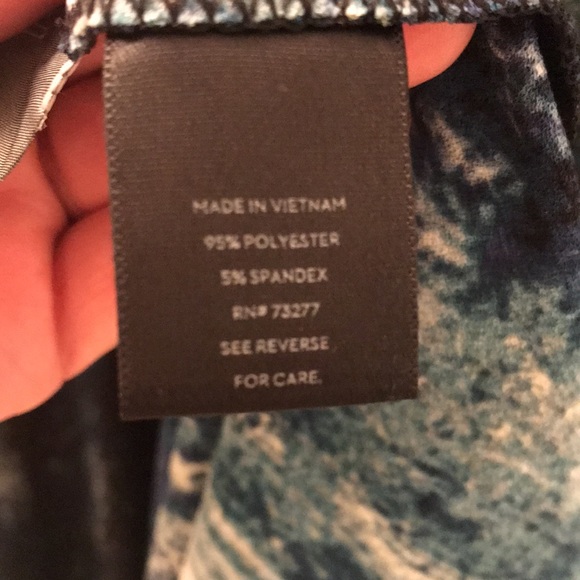 MADE IN VIETNAM
95% POLYESTER
5% SPANDEX
RN# 73277
SEE REVERSE
FOR CARE.